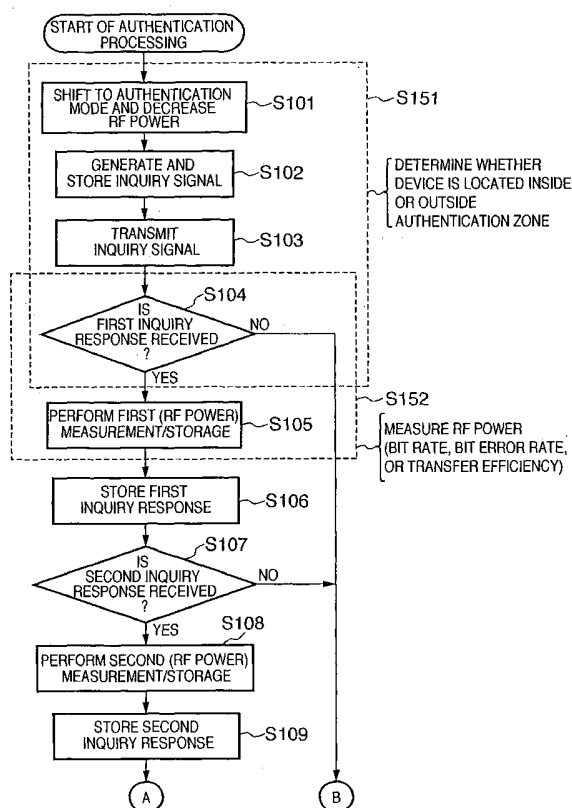 START OF AUTHENTICATION
PROCESSING
SHIFT TO AUTHENTICATION
MODE AND DECREASE
RF POWER
S101
S151
GENERATE AND
STORE INQUIRY SIGNAL
S102
DETERMINE WHETHER
DEVICE IS LOCATED INSIDE
OR OUTSIDE
AUTHENTICATION ZONE
TRANSMIT
INQUIRY SIGNAL
S103
S104
IS
FIRST INQUIRY
RESPONSE RECEIVED
?
NO
YES
S152
PERFORM FIRST (RF POWER)
MEASUREMENT/STORAGE
S105
MEASURE RF POWER
(BIT RATE, BIT ERROR RATE,
OR TRANSFER EFFICIENCY)
STORE FIRST
INQUIRY RESPONSE
S106
S107
IS
SECOND INQUIRY
RESPONSE RECEIVED
?
NO
YES
S108
PERFORM SECOND (RF POWER)
MEASUREMENT/STORAGE
STORE SECOND
INQUIRY RESPONSE
S109
A
B